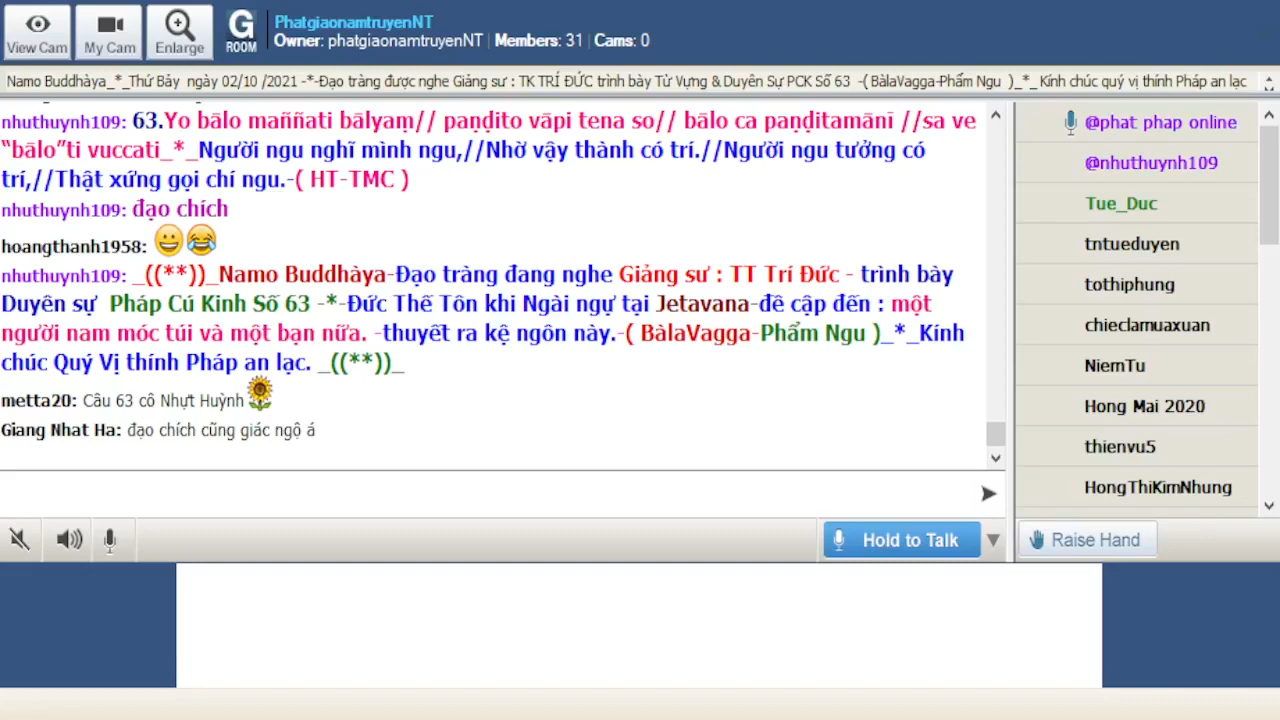 View Cam
My Cam
Enlarge
G
ROOM
PhatgiaonamtruyenNT
Owner: phatgiaonamtruyenNT | Members: 31 | Cams: 0
Namo Buddhàya_*_Thứ Bảy ngày 02/10 /2021 -*-Đạo tràng được nghe Giảng sư : TK TRÍ ĐỨC trình bày Từ Vựng & Duyên Sự PCK Số 63 -( BàlaVagga-Phẩm Ngu )_*_ Kính chúc quý vị thính Pháp an lạc
nhuthuynh109: 63.Yo bālo maññati bālyaṃ// paṇḍito vāpi tena so// bālo ca paṇḍitamānī //sa ve
“bālo”ti vuccati_*_Người ngu nghĩ mình ngu,//Nhờ vậy thành có trí.//Người ngu tưởng có
trí,//Thật xứng gọi chí ngu.-( HT-TMC )
nhuthuynh109: đạo chích
hoangthanh1958: 😀😂
nhuthuynh109: _((**))_Namo Buddhàya-Đạo tràng đang nghe Giảng sư : TT Trí Đức - trình bày
Duyên sự Pháp Cú Kinh Số 63 -*-Đức Thế Tôn khi Ngài ngự tại Jetavana-đề cập đến : một
người nam móc túi và một bạn nữa. -thuyết ra kệ ngôn này.-( BàlaVagga-Phẩm Ngu )_*_Kính
chúc Quý Vị thính Pháp an lạc. _((**))_
metta20: Câu 63 cô Nhựt Huỳnh🌻
Giang Nhat Ha: đạo chích cũng giác ngộ á
@phat phap online
@nhuthuynh109
Tue_Duc
tntueduyen
tothiphung
chieclamuaxuan
NiemTu
Hong Mai 2020
thienvu5
HongThiKimNhung
Hold to Talk
Raise Hand